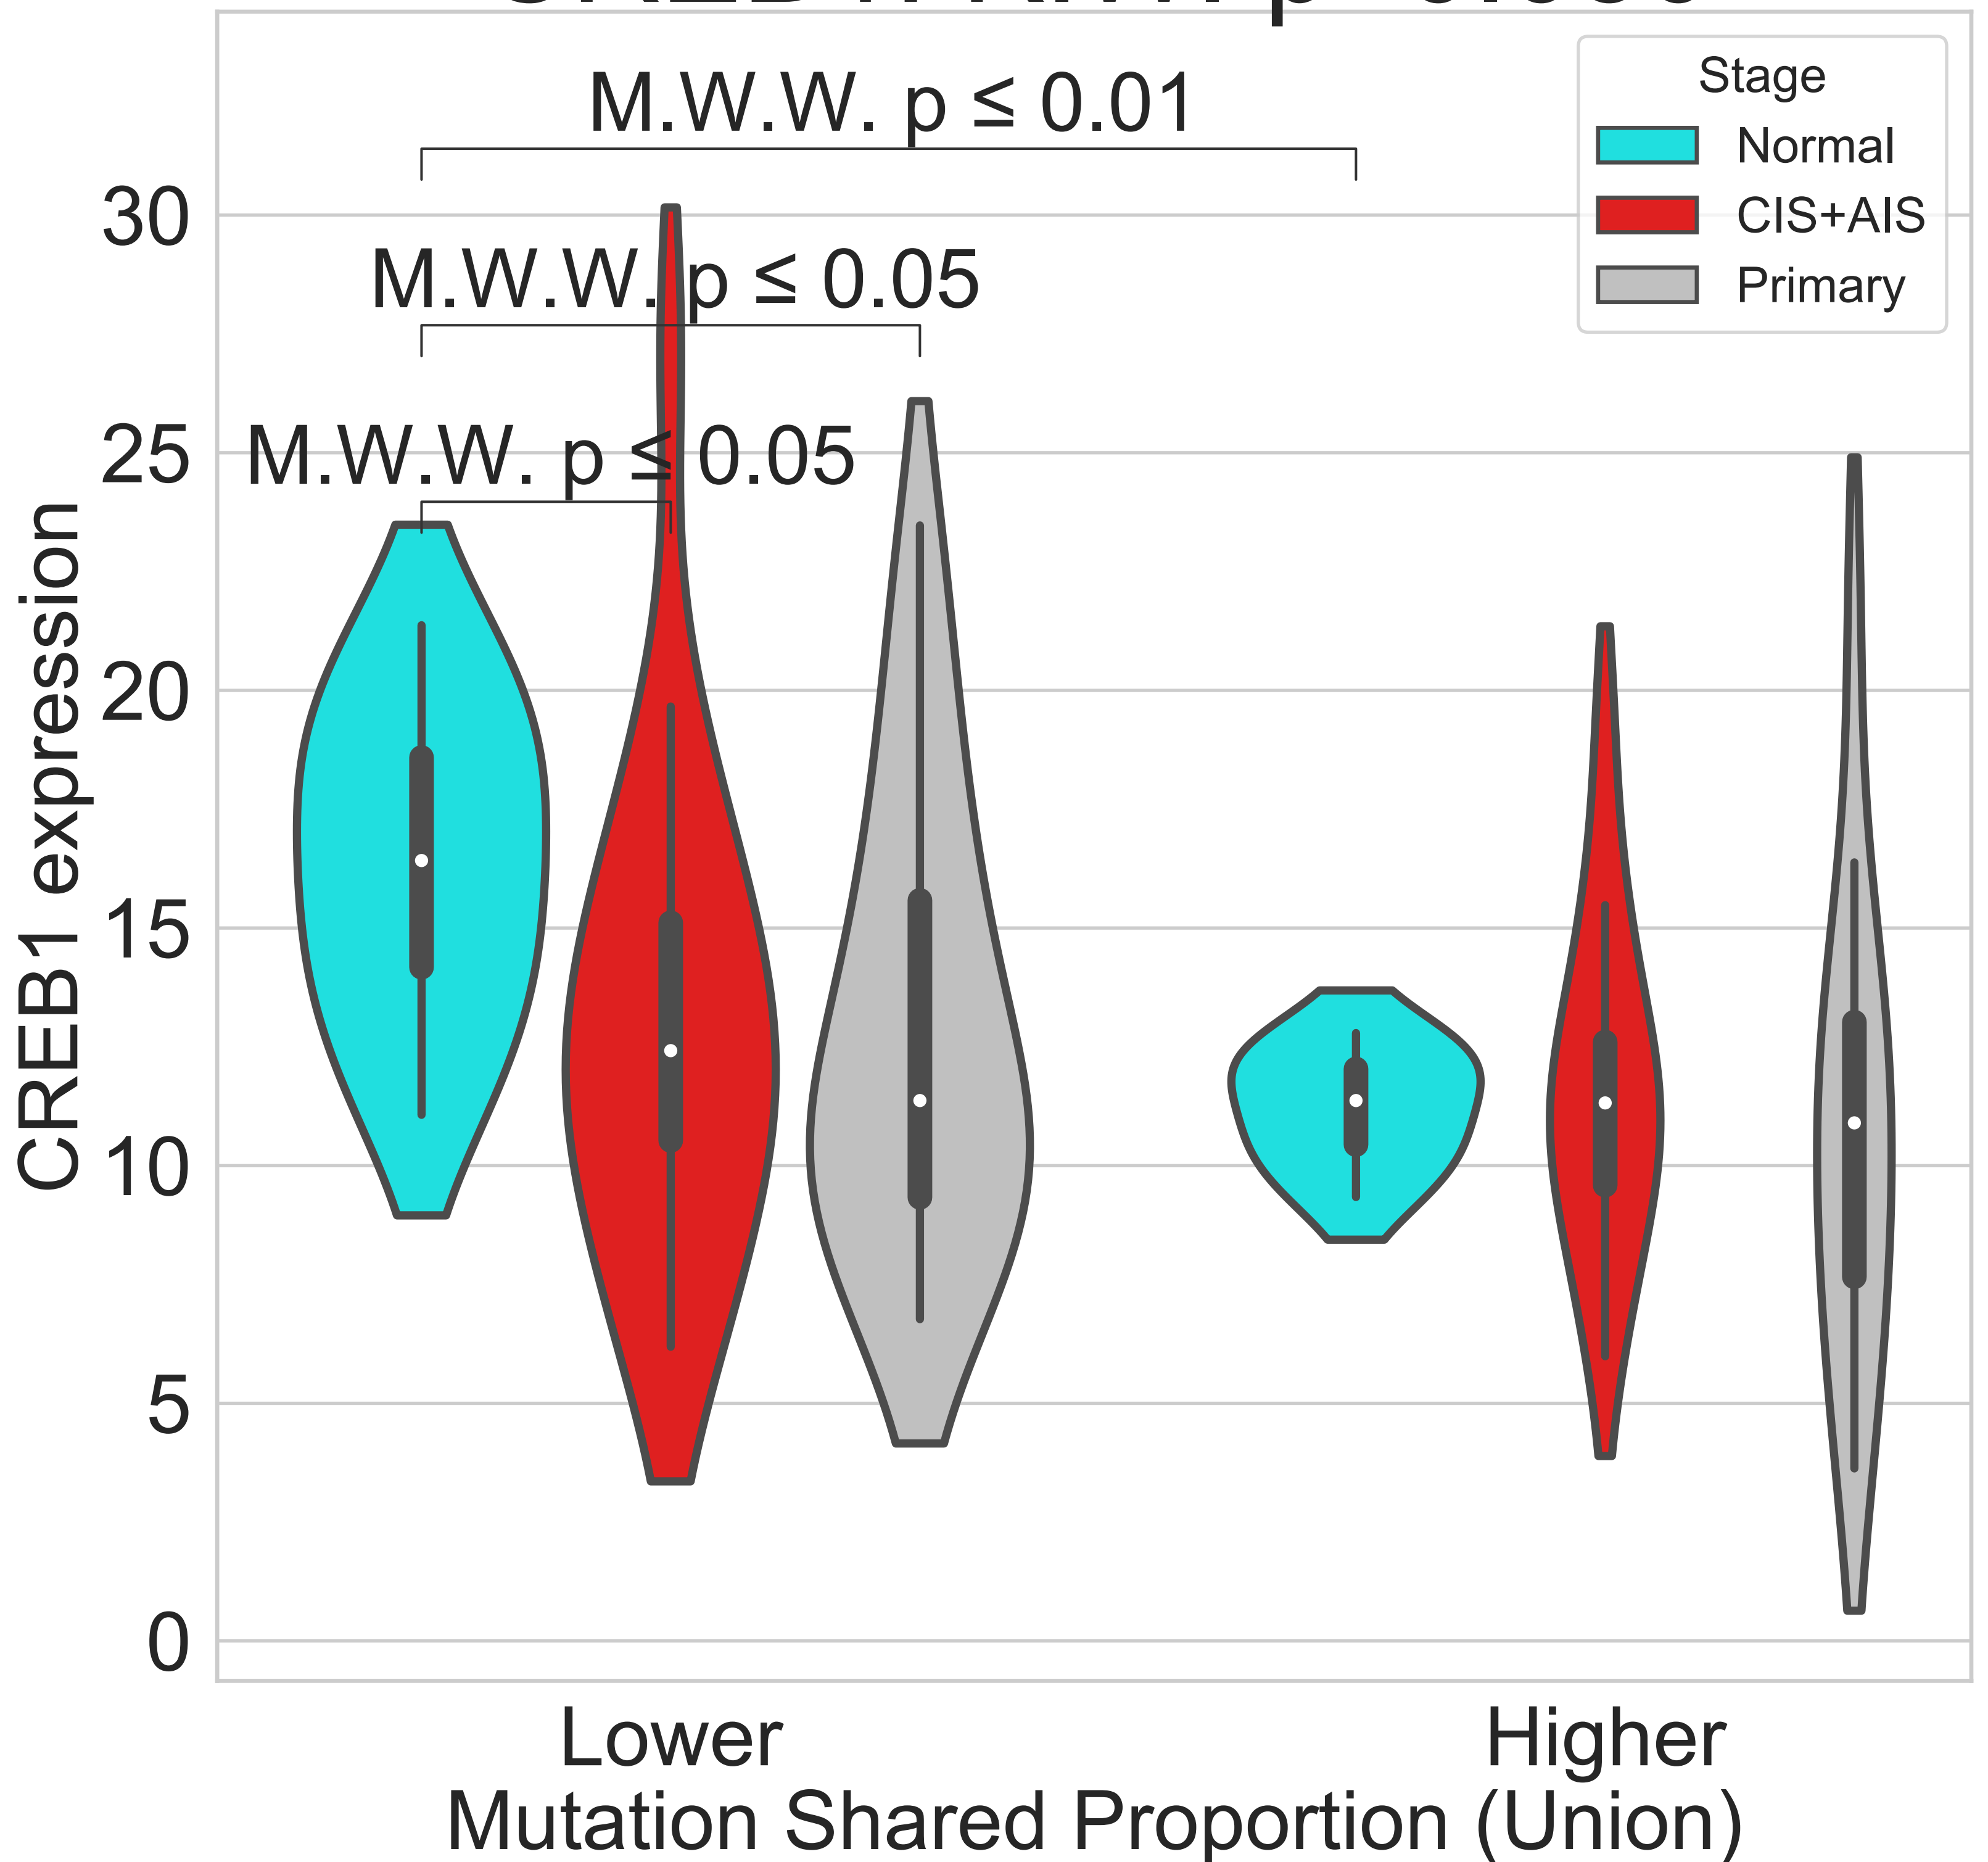 M.W.W. p ≤ 0.01
M.W.W. p ≤ 0.05
M.W.W. p ≤ 0.05
Stage
Normal
CIS+AIS
Primary
CREB1 expression
30
25
20
15
10
5
0
Lower
Higher
Mutation Shared Proportion (Union)